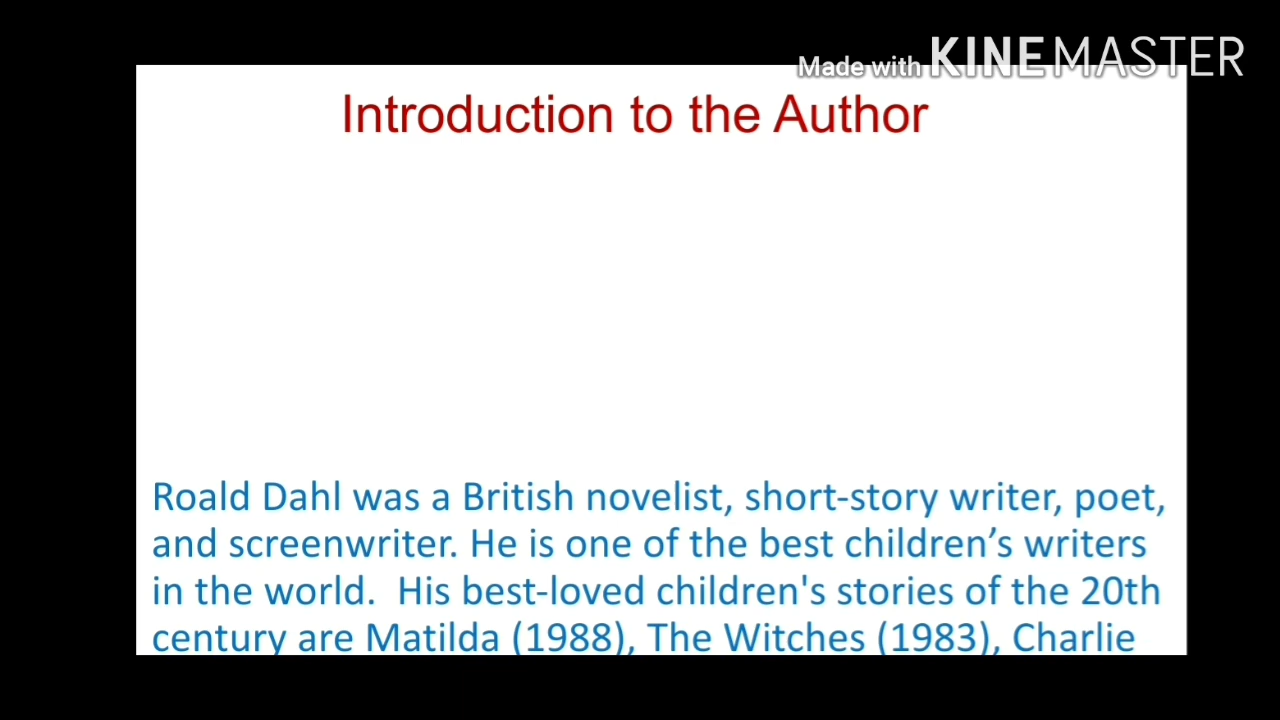 Made with KINEMASTER
Introduction to the Author
Roald Dahl was a British novelist, short-story writer, poet,
and screenwriter. He is one of the best children’s writers
in the world.  His best-loved children's stories of the 20th
century are Matilda (1988), The Witches (1983), Charlie